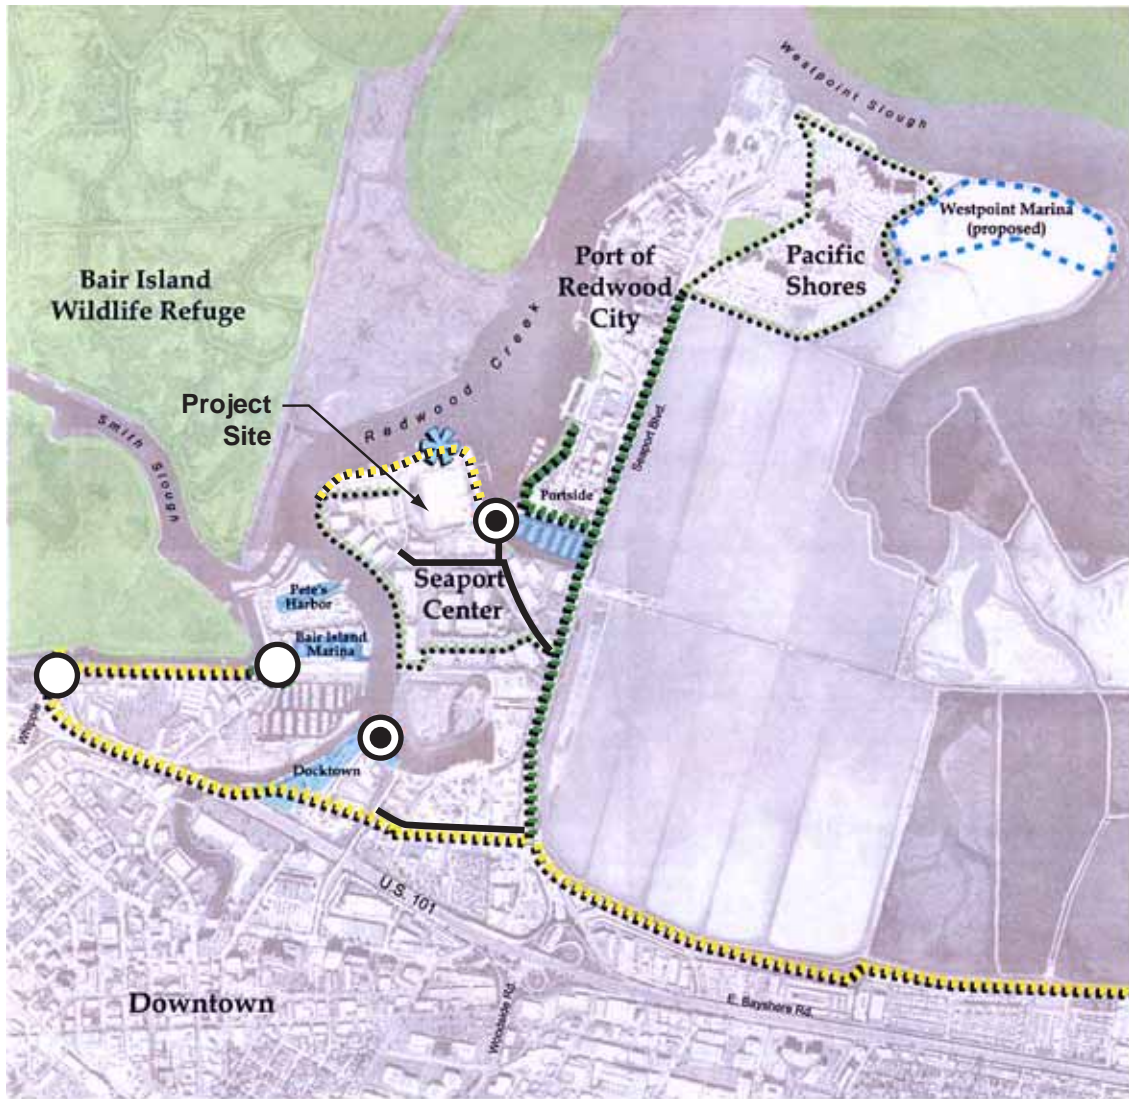 Westpoint Slough
Westpoint Marina
(proposed)
Port of
Redwood
City
Pacific
Shores
Bair Island
Wildlife Refuge
Redwood Creek
Project
Site
Smith Slough
Seaport Blvd.
Portside
Seaport
Center
Pete's
Harbor
Bair Island
Marina
Whipple
Docktown
U.S. 101
Downtown
Woodside Rd.
E. Bayshore Rd.